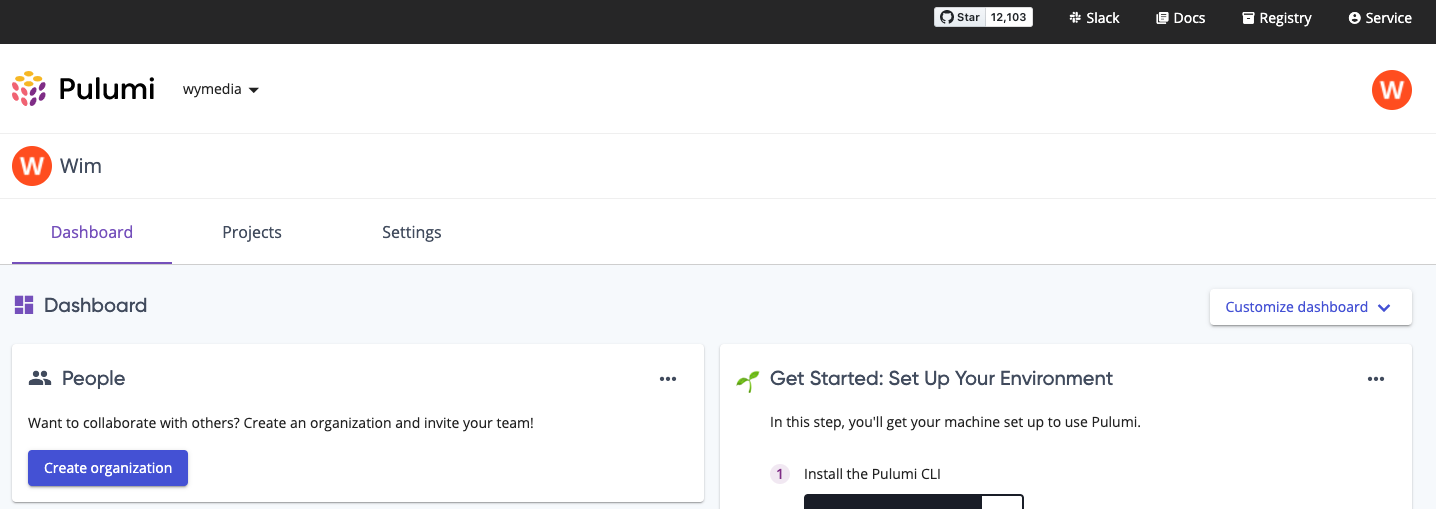 Star 12,103 Slack Docs Registry Service
Pulumi wymedia W
W Wim
Dashboard Projects Settings
Dashboard Customize dashboard
People
Want to collaborate with others? Create an organization and invite your team!
Create organization
Get Started: Set Up Your Environment
In this step, you'll get your machine set up to use Pulumi.
1 Install the Pulumi CLI